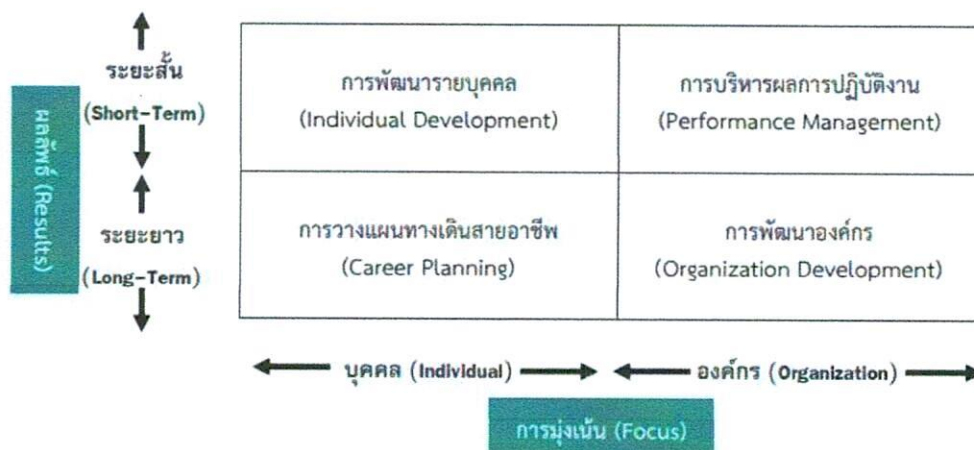 ผลลัพธ์ (Results)
ระยะสั้น
(Short-Term)
ระยะยาว
(Long-Term)
การพัฒนารายบุคคล
(Individual Development)
การบริหารผลการปฏิบัติงาน
(Performance Management)
การวางแผนทางเดินสายอาชีพ
(Career Planning)
การพัฒนาองค์กร
(Organization Development)
บุคคล (Individual)
องค์กร (Organization)
การมุ่งเน้น (Focus)